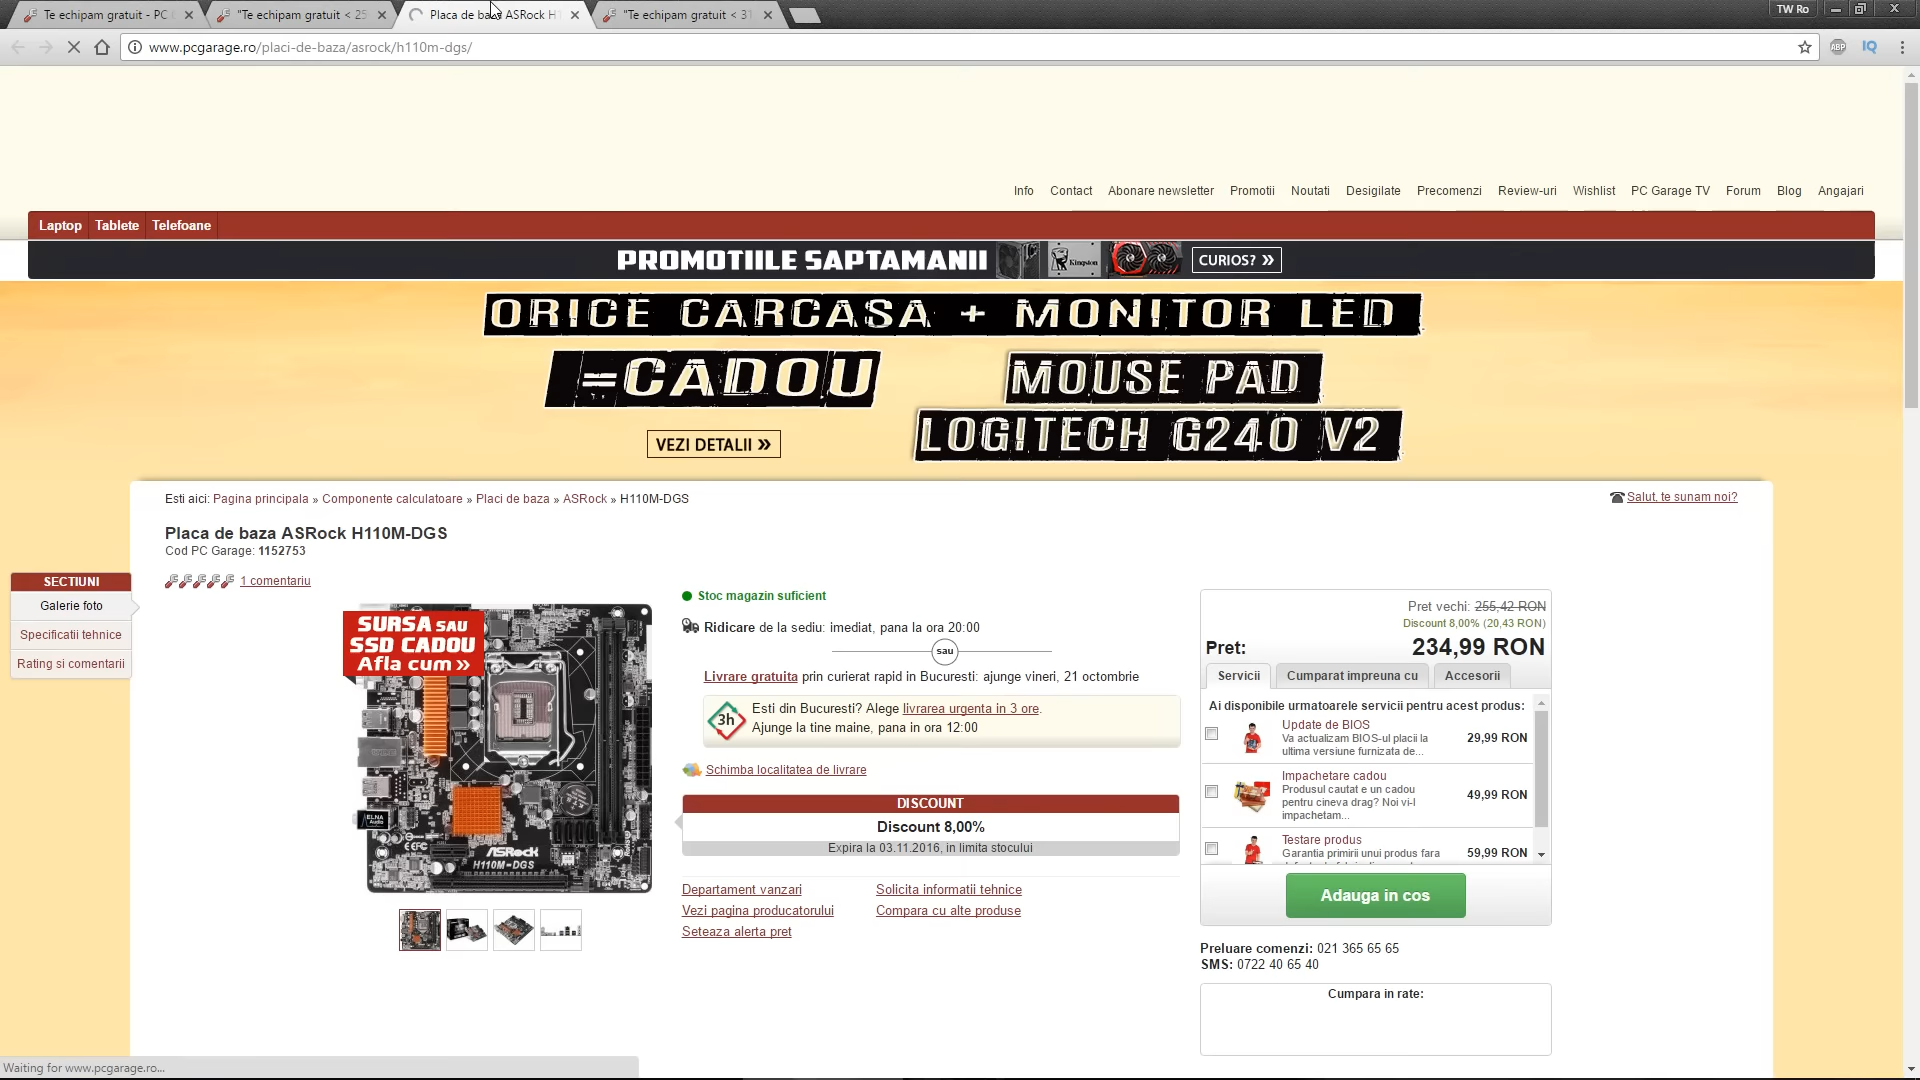 Te echipam gratuit - PC
"Te echipam gratuit < 25
Placa de baza ASRock H1
"Te echipam gratuit < 31
TW Ro
www.pcgarage.ro/placi-de-baza/asrock/h110m-dgs/
ABP
IQ
Info Contact Abonare newsletter Promotii Noutati Desigilate Precomenzi Review-uri Wishlist PC Garage TV Forum Blog Angajari
Laptop Tablete Telefoane
PROMOTIILE SAPTAMANII Kingston CURIOS? »
ORICE CARCASA + MONITOR LED
=CADOU MOUSE PAD
LOGITECH G240 V2
VEZI DETALII »
Esti aici: Pagina principala » Componente calculatoare » Placi de baza » ASRock » H110M-DGS
Salut, te sunam noi?
Placa de baza ASRock H110M-DGS
Cod PC Garage: 1152753
1 comentariu
SECTIUNI
Galerie foto
Specificatii tehnice
Rating si comentarii
SURSA SAU
SSD CADOU
Afla cum »
ELNA
Audio
ASRock
H110M-DGS
Stoc magazin suficient
Ridicare de la sediu: imediat, pana la ora 20:00
sau
Livrare gratuita prin curierat rapid in Bucuresti: ajunge vineri, 21 octombrie
3h
Esti din Bucuresti? Alege livrarea urgenta in 3 ore.
Ajunge la tine maine, pana in ora 12:00
Schimba localitatea de livrare
DISCOUNT
Discount 8,00%
Expira la 03.11.2016, in limita stocului
Departament vanzari Solicita informatii tehnice
Vezi pagina producatorului Compara cu alte produse
Seteaza alerta pret
Pret vechi: 255,42 RON
Discount 8,00% (20,43 RON)
Pret: 234,99 RON
Servicii Cumparat impreuna cu Accesorii
Ai disponibile urmatoarele servicii pentru acest produs:
Update de BIOS
Va actualizam BIOS-ul placii la
ultima versiune furnizata de...
29,99 RON
Impachetare cadou
Produsul cautat e un cadou
pentru cineva drag? Noi vi-l
impachetam...
49,99 RON
Testare produs
Garantia primirii unui produs fara
59,99 RON
Adauga in cos
Preluare comenzi: 021 365 65 65
SMS: 0722 40 65 40
Cumpara in rate:
Waiting for www.pcgarage.ro...